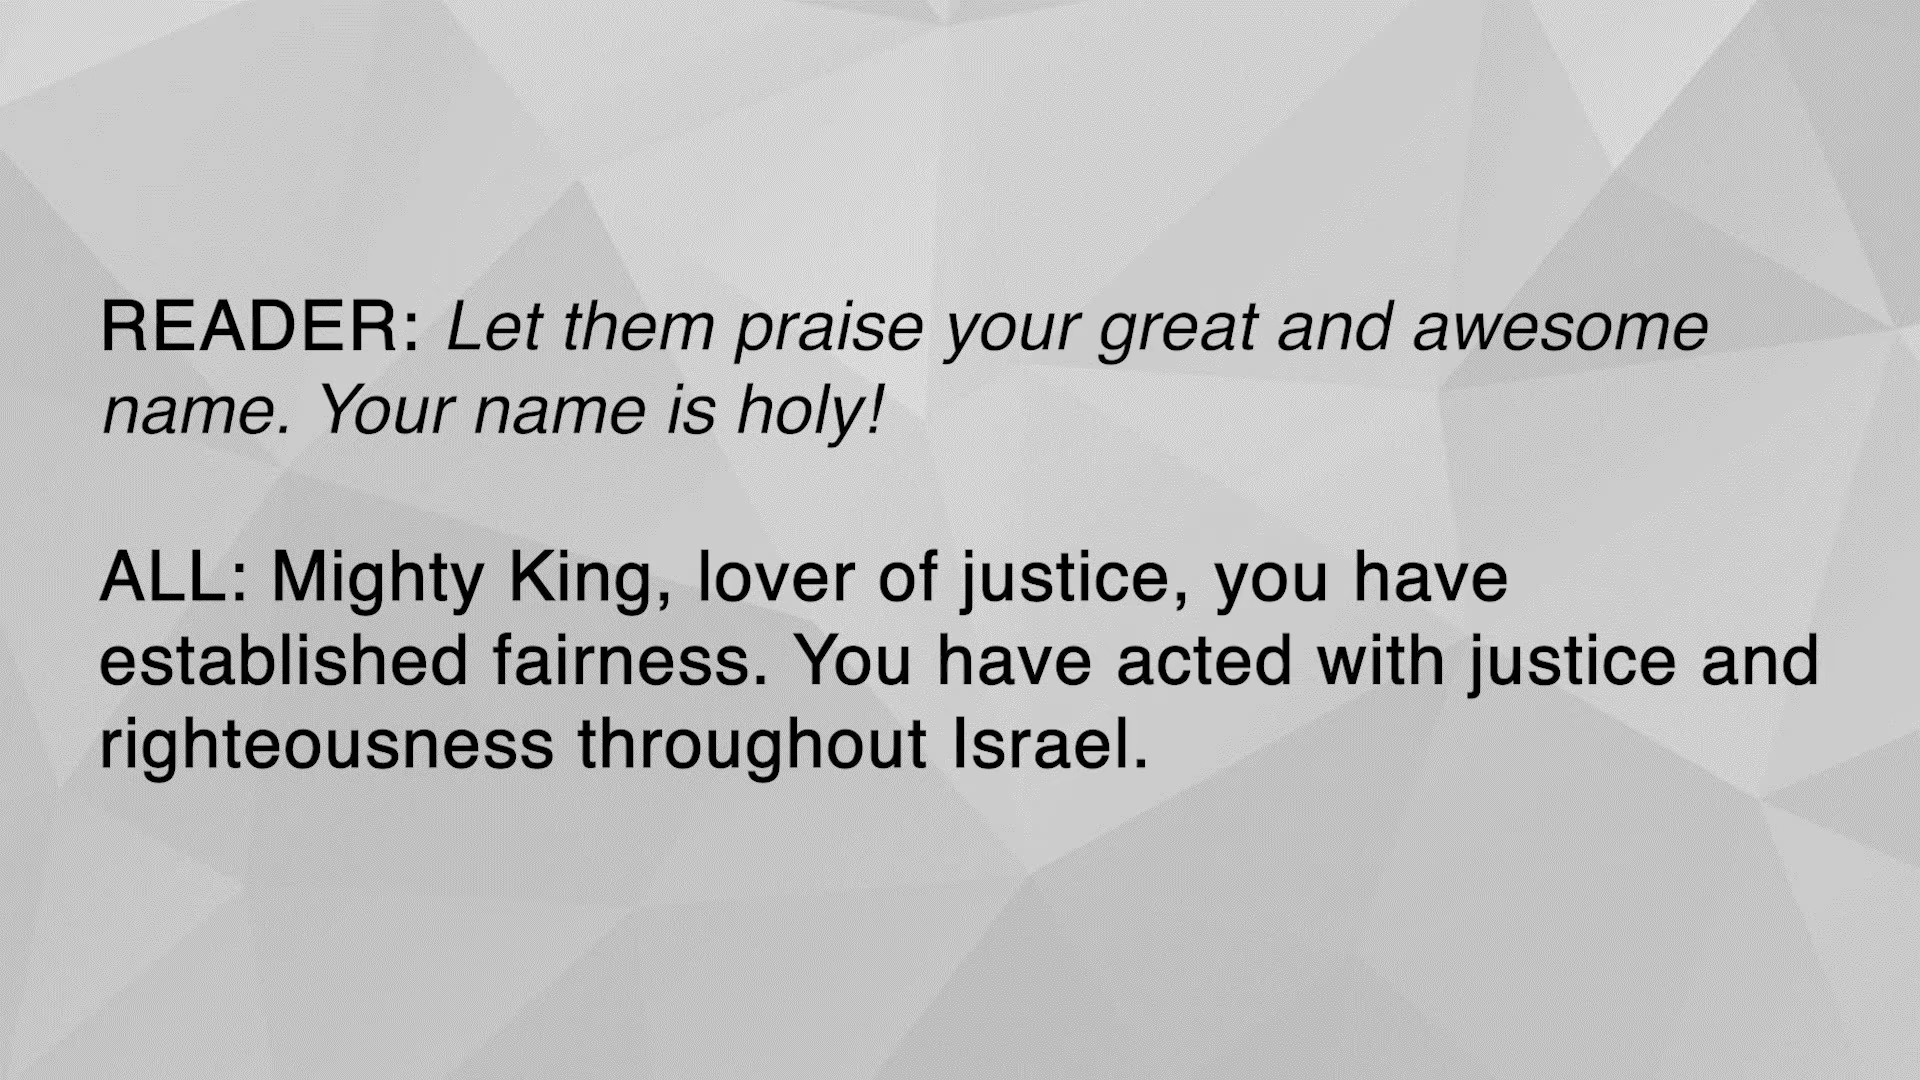 READER: Let them praise your great and awesome
name. Your name is holy!
ALL: Mighty King, lover of justice, you have
established fairness. You have acted with justice and
righteousness throughout Israel.